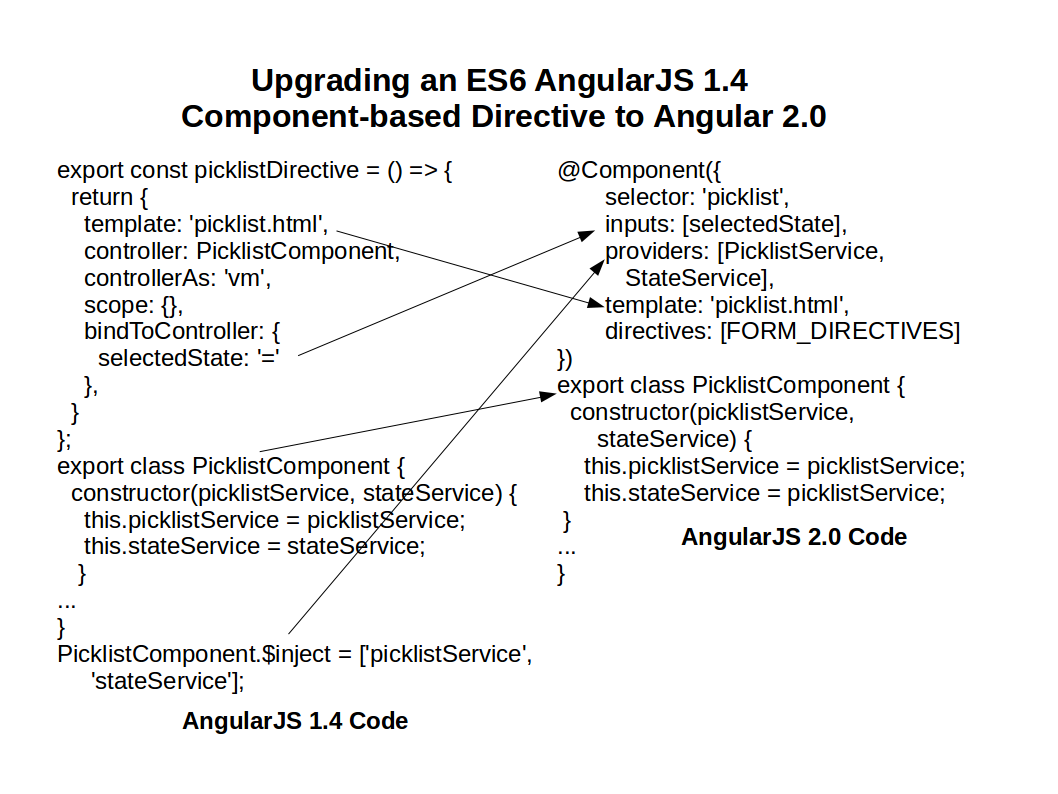 Upgrading an ES6 AngularJS 1.4
Component-based Directive to Angular 2.0
export const picklistDirective = () => {
return {
template: 'picklist.html',
controller: PicklistComponent,
controllerAs: 'vm',
scope: {},
bindToController: {
selectedState: '='
},
}
};
export class PicklistComponent {
constructor(picklistService, stateService) {
this.picklistService = picklistService;
this.stateService = stateService;
}
...
}
PicklistComponent.$inject = ['picklistService',
'stateService'];
AngularJS 1.4 Code
@Component({
selector: 'picklist',
inputs: [selectedState],
providers: [PicklistService,
StateService],
template: 'picklist.html',
directives: [FORM_DIRECTIVES]
})
export class PicklistComponent {
constructor(picklistService,
stateService) {
this.picklistService = picklistService;
this.stateService = picklistService;
}
...
}
AngularJS 2.0 Code